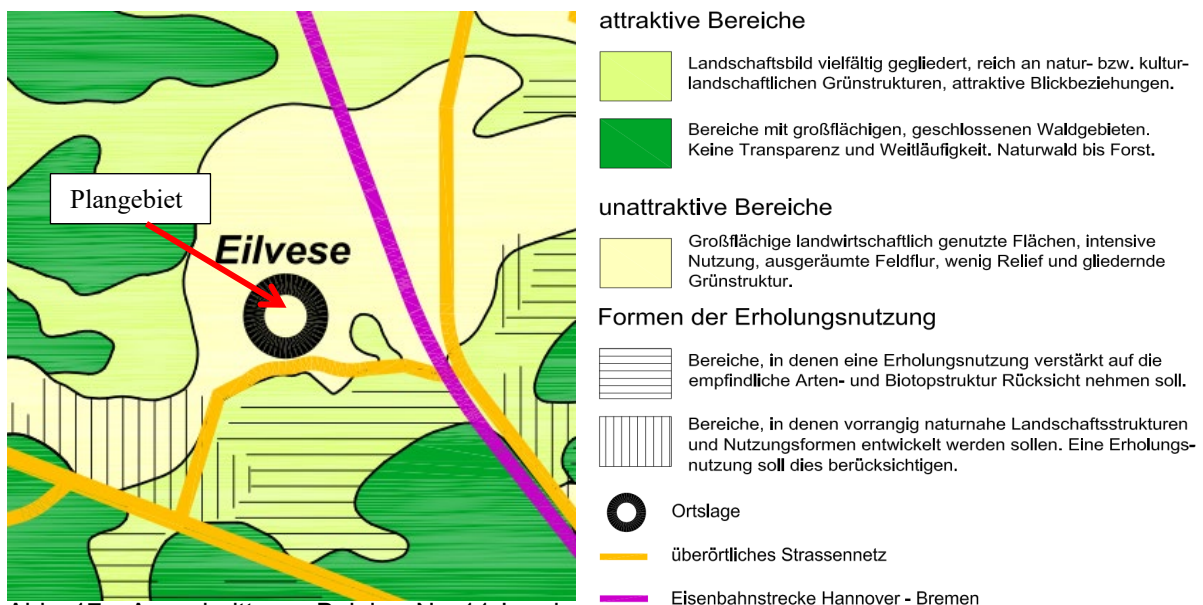 Plangebiet
Eilvese
attraktive Bereiche
Landschaftsbild vielfältig gegliedert, reich an natur- bzw. kultur-
landschaftlichen Grünstrukturen, attraktive Blickbeziehungen.
Bereiche mit großflächigen, geschlossenen Waldgebieten.
Keine Transparenz und Weitläufigkeit. Naturwald bis Forst.
unattraktive Bereiche
Großflächige landwirtschaftlich genutzte Flächen, intensive
Nutzung, ausgeräumte Feldflur, wenig Relief und gliedernde
Grünstruktur.
Formen der Erholungsnutzung
Bereiche, in denen eine Erholungsnutzung verstärkt auf die
empfindliche Arten- und Biotopstruktur Rücksicht nehmen soll.
Bereiche, in denen vorrangig naturnahe Landschaftsstrukturen
und Nutzungsformen entwickelt werden sollen. Eine Erholungs-
nutzung soll dies berücksichtigen.
Ortslage
überörtliches Strassennetz
Eisenbahnstrecke Hannover - Bremen